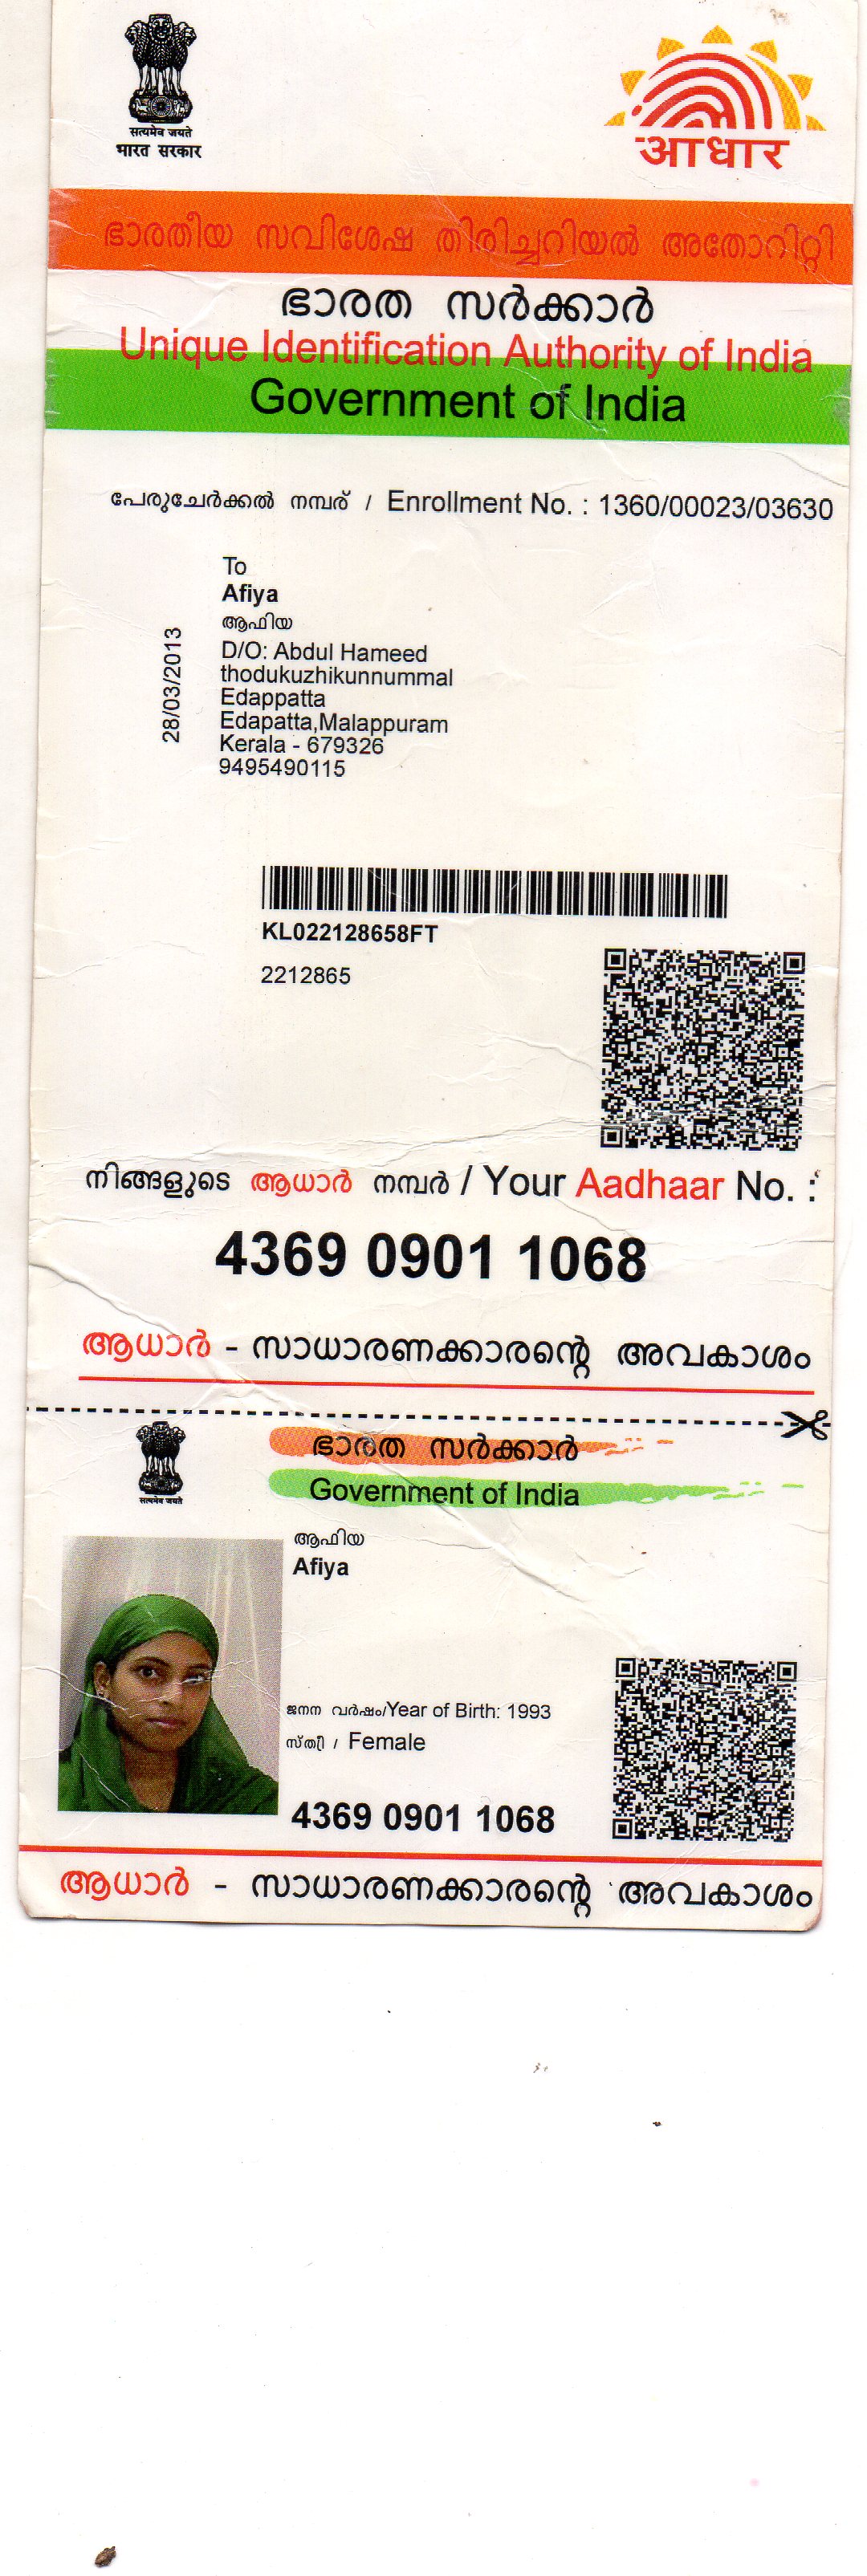 सत्यमेव जयते
भारत सरकार
आधार
ഭാരതീയ സവിശേഷ തിരിച്ചറിയൽ അതോറിറ്റി
ഭാരത സർക്കാർ
Unique Identification Authority of India
Government of India
പേരുചേർക്കൽ നമ്പര് / Enrollment No. : 1360/00023/03630
To
Afiya
ആഫിയ
D/O: Abdul Hameed
thodukuzhikunnummal
Edappatta
Edapatta,Malappuram
Kerala - 679326
9495490115
28/03/2013
KL022128658FT
2212865
നിങ്ങളുടെ ആധാർ നമ്പർ / Your Aadhaar No. :
4369 0901 1068
ആധാർ - സാധാരണക്കാരന്റെ അവകാശം
ഭാരത സർക്കാർ
सत्यमेव जयते
Government of India
ആഫിയ
Afiya
ജനന വർഷം/Year of Birth: 1993
സ്ത്രീ / Female
4369 0901 1068
ആധാർ - സാധാരണക്കാരന്റെ അവകാശം